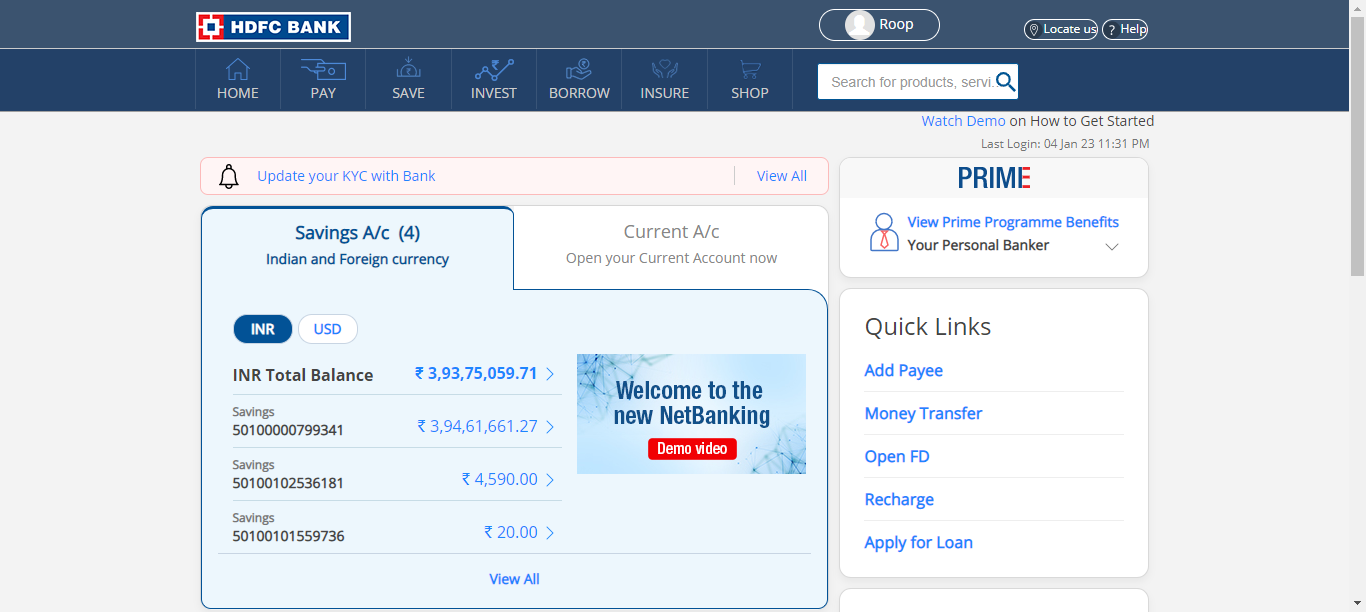 HDFC BANK
Roop
Locate us
? Help
HOME
PAY
SAVE
INVEST
BORROW
INSURE
SHOP
Search for products, servi.
Watch Demo on How to Get Started
Last Login: 04 Jan 23 11:31 PM
Update your KYC with Bank
View All
PRIME
View Prime Programme Benefits
Your Personal Banker
Savings A/c (4)
Indian and Foreign currency
Current A/c
Open your Current Account now
INR
USD
INR Total Balance ₹ 3,93,75,059.71
Savings
50100000799341 ₹ 3,94,61,661.27
Savings
50100102536181 ₹ 4,590.00
Savings
50100101559736 ₹ 20.00
View All
Welcome to the
new NetBanking
Demo video
Quick Links
Add Payee
Money Transfer
Open FD
Recharge
Apply for Loan